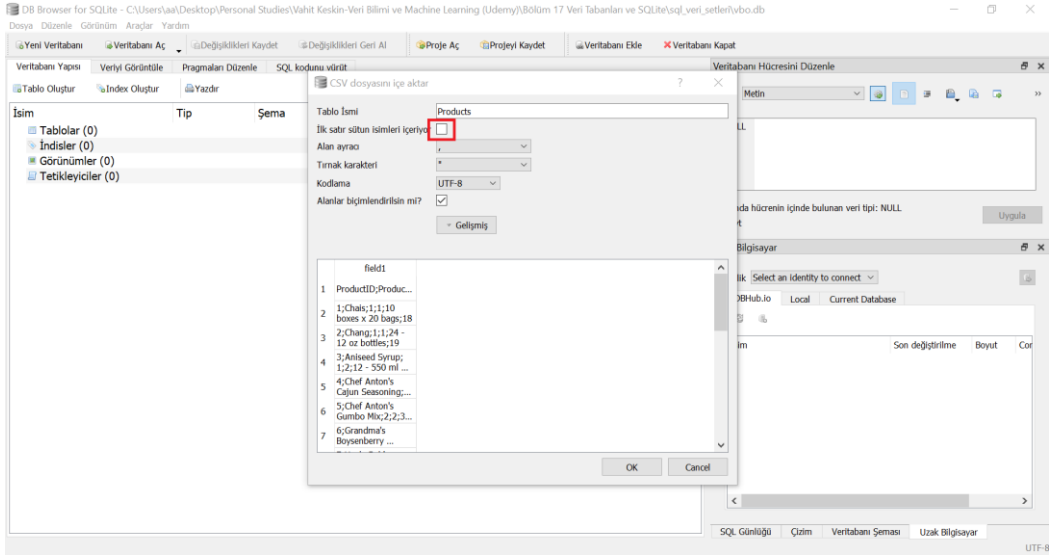 DB Browser for SQLite - C:\Users\aa\Desktop\Personal Studies\Vahit Keskin-Veri Bilimi ve Machine Learning (Udemy)\Bölüm 17 Veri Tabanları ve SQLite\sql_veri_setleri\vbo.db
Dosya Düzenle Görünüm Araçlar Yardım
Yeni Veritabanı Veritabanı Aç Değişiklikleri Kaydet Değişiklikleri Geri Al Proje Aç Projeyi Kaydet Veritabanı Ekle Veritabanı Kapat
Veritabanı Yapısı Veriyi Görüntüle Pragmaları Düzenle SQL kodunu yürüt
Tablo Oluştur Index Oluştur Yazdır
İsim Tip Şema
Tablolar (0)
İndisler (0)
Görünümler (0)
Tetikleyiciler (0)
CSV dosyasını içe aktar ?
Tablo İsmi Products
İlk satır sütun isimleri içeriyor
Alan ayracı ,
Tırnak karakteri "
Kodlama UTF-8
Alanlar biçimlendirilsin mi?
Gelişmiş
field1
1 ProductID;Produc...
2 1;Chais;1;1;10
boxes x 20 bags;18
3 2;Chang;1;1;24 -
12 oz bottles;19
4 3;Aniseed Syrup;
1;2;12 - 550 ml ...
5 4;Chef Anton's
Cajun Seasoning;...
6 5;Chef Anton's
Gumbo Mix;2;2;3...
7 6;Grandma's
Boysenberry ...
OK Cancel
Veritabanı Hücresini Düzenle
Metin
LL
nda hücrenin içinde bulunan veri tipi: NULL
Uygula
Bilgisayar
lik Select an identity to connect
DBHub.io Local Current Database
im Son değiştirilme Boyut Cor
SQL Günlüğü Çizim Veritabanı Şeması Uzak Bilgisayar
UTF-8